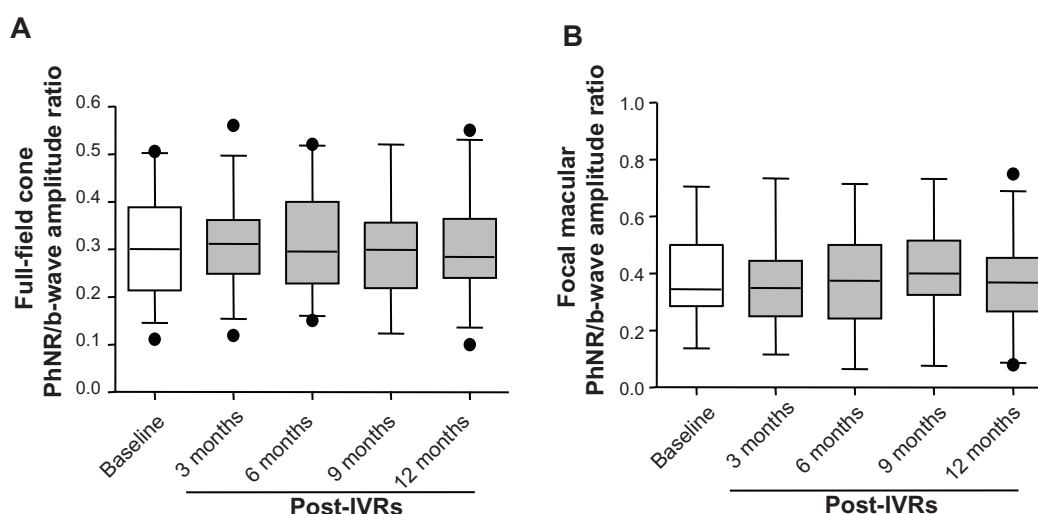 A
Full-field cone
PhNR/b-wave amplitude ratio
0.6
0.5
0.4
0.3
0.2
0.1
0.0
Baseline
3 months
6 months
9 months
12 months
Post-IVRs
B
Focal macular
PhNR/b-wave amplitude ratio
1.0
0.8
0.6
0.4
0.2
0.0
Baseline
3 months
6 months
9 months
12 months
Post-IVRs